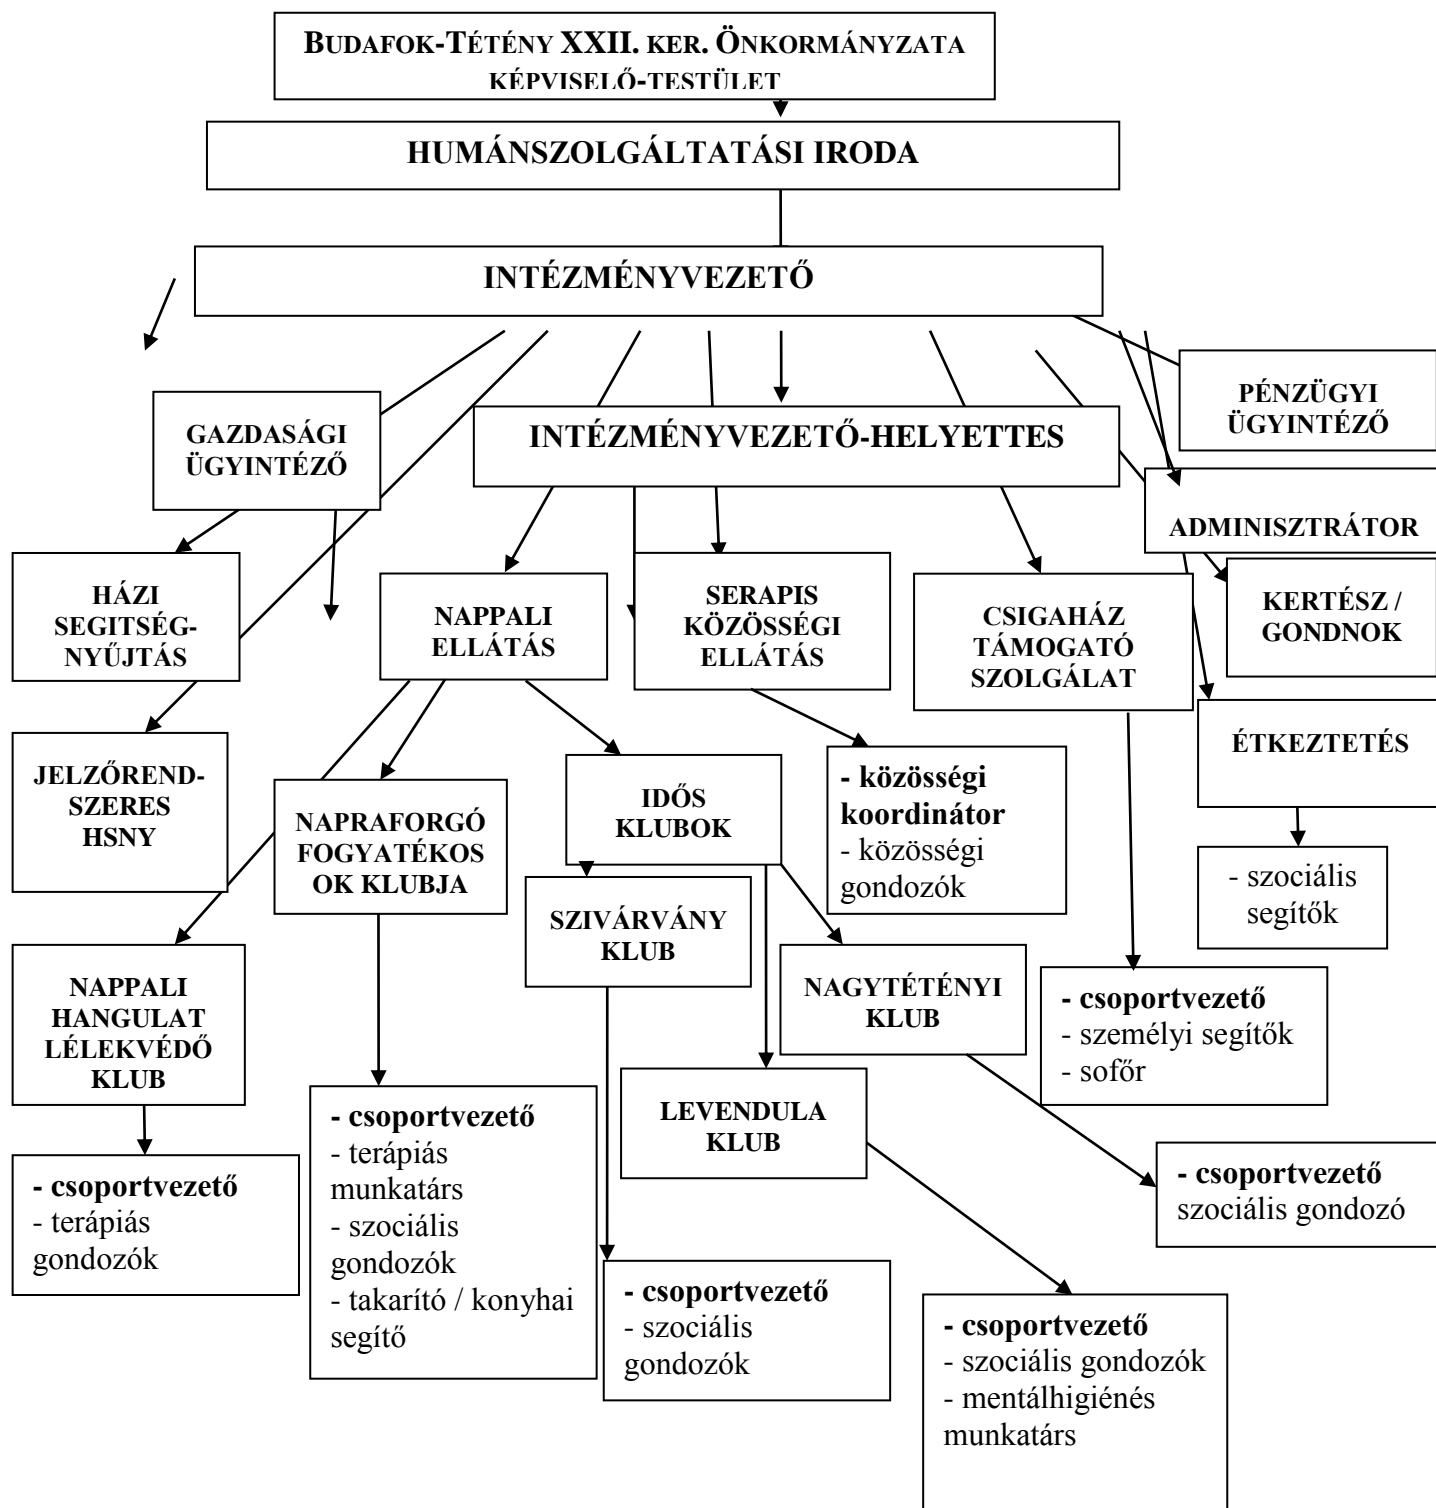 BUDAFOK-TÉTÉNY XXII. KER. ÖNKORMÁNYZATA
KÉPVISELŐ-TESTÜLET
HUMÁNSZOLGÁLTATÁSI IRODA
INTÉZMÉNYVEZETŐ
PÉNZÜGYI
ÜGYINTÉZŐ
GAZDASÁGI
ÜGYINTÉZŐ
INTÉZMÉNYVEZETŐ-HELYETTES
ADMINISZTRÁTOR
HÁZI
SEGITSÉG-
NYŰJTÁS
NAPPALI
ELLÁTÁS
SERAPIS
KÖZÖSSÉGI
ELLÁTÁS
CSIGAHÁZ
TÁMOGATÓ
SZOLGÁLAT
KERTÉSZ /
GONDNOK
JELZŐREND-
SZERES
HSNY
NAPRAFORGÓ
FOGYATÉKOS
OK KLUBJA
IDŐS
KLUBOK
- közösségi
koordinátor
- közösségi
gondozók
ÉTKEZTETÉS
- szociális
segítők
SZIVÁRVÁNY
KLUB
NAGYTÉTÉNYI
KLUB
- csoportvezető
- személyi segítők
- sofőr
NAPPALI
HANGULAT
LÉLEKVÉDŐ
KLUB
LEVENDULA
KLUB
- csoportvezető
- terápiás
gondozók
- csoportvezető
- terápiás
munkatárs
- szociális
gondozók
- takarító / konyhai
segítő
- csoportvezető
- szociális
gondozók
- csoportvezető
szociális gondozó
- csoportvezető
- szociális gondozók
- mentálhigiénés
munkatárs